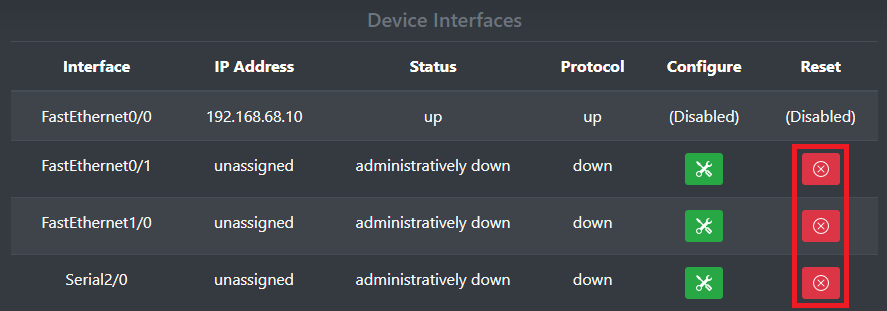 Device Interfaces
Interface IP Address Status Protocol Configure Reset
FastEthernet0/0 192.168.68.10 up up (Disabled) (Disabled)
FastEthernet0/1 unassigned administratively down down
FastEthernet1/0 unassigned administratively down down
Serial2/0 unassigned administratively down down